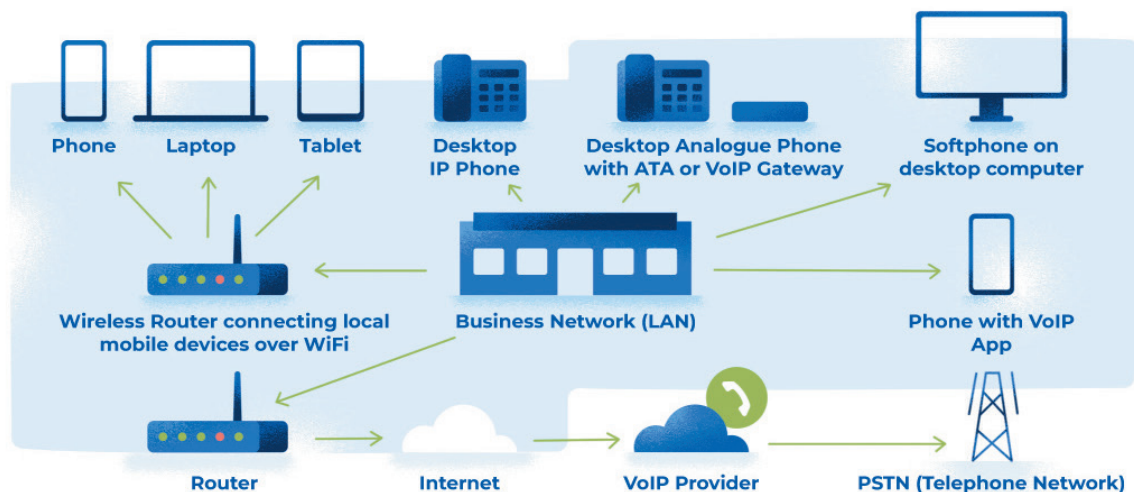 Phone
Laptop
Tablet
Desktop
IP Phone
Desktop Analogue Phone
with ATA or VoIP Gateway
Softphone on
desktop computer
Wireless Router connecting local
mobile devices over WiFi
Business Network (LAN)
Phone with VoIP
App
Router
Internet
VoIP Provider
PSTN (Telephone Network)